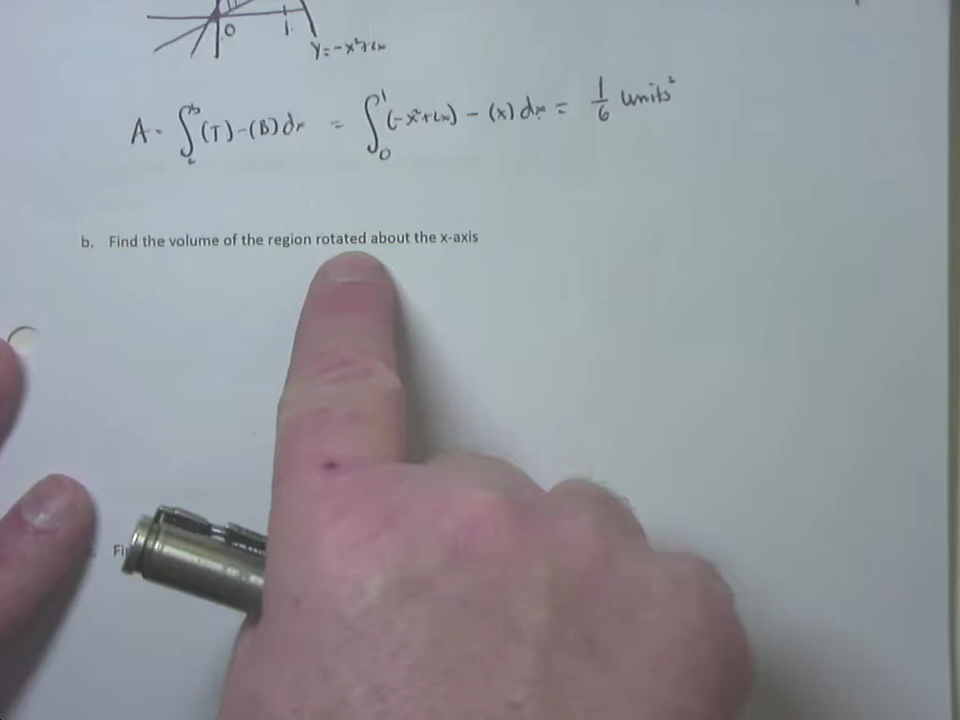 0 1
y=-x²+2x
A = ∫(T)-(B)dx = ∫₀¹(-x²+2x) - (x) dx = 1/6 units²
b. Find the volume of the region rotated about the x-axis